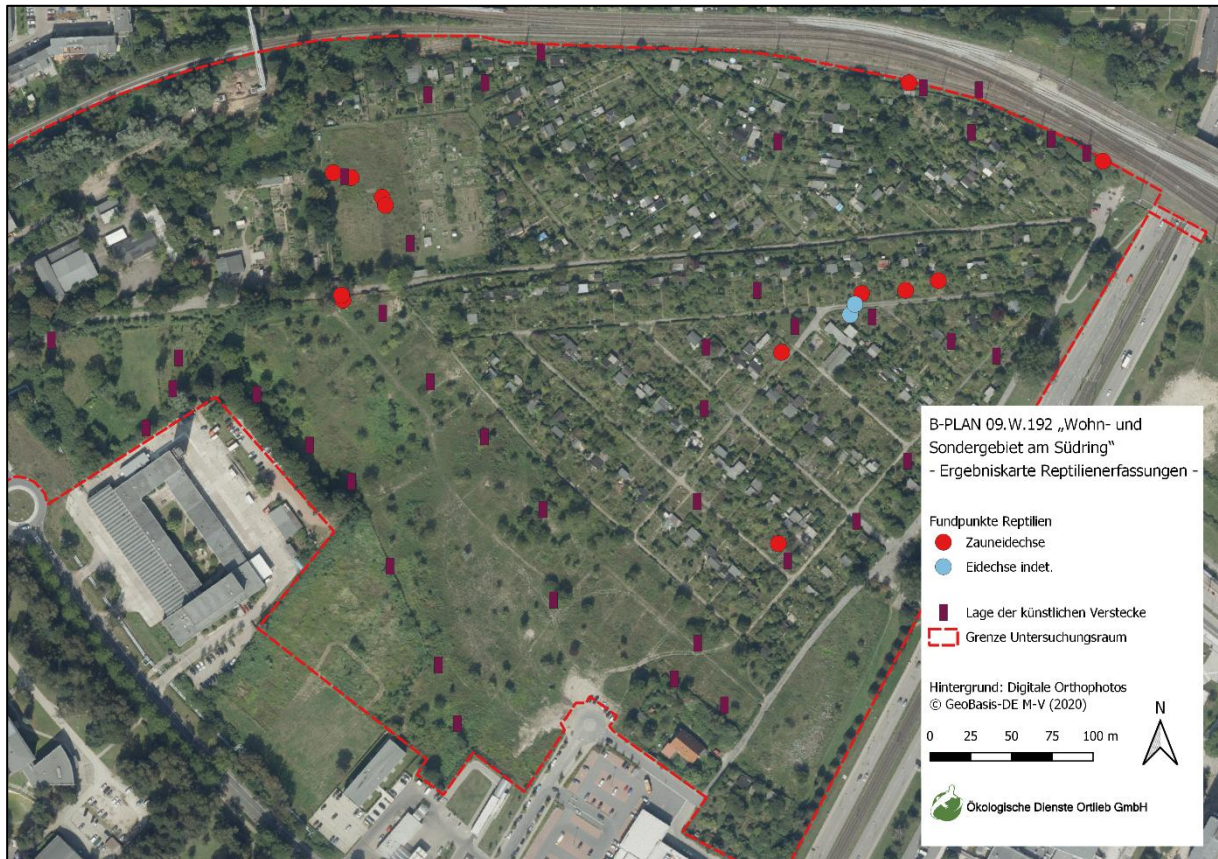 B-PLAN 09.W.192 „Wohn- und
Sondergebiet am Südring“
- Ergebniskarte Reptilienerfassungen -
Fundpunkte Reptilien
Zauneidechse
Eidechse indet.
Lage der künstlichen Verstecke
Grenze Untersuchungsraum
Hintergrund: Digitale Orthophotos
© GeoBasis-DE M-V (2020)
N
0 25 50 75 100 m
Ökologische Dienste Ortlieb GmbH